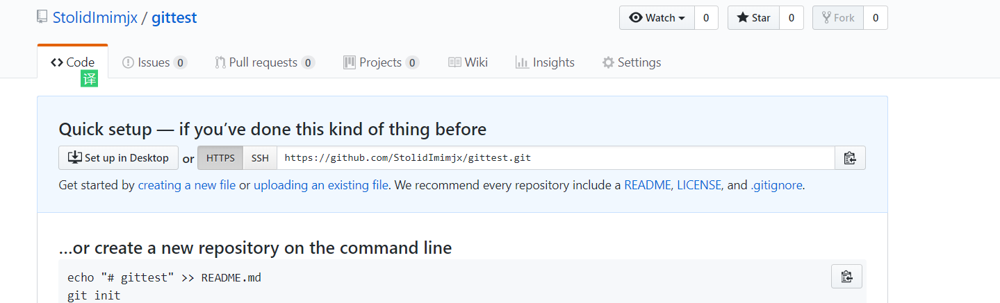 StolidImimjx / gittest
Watch 0 Star 0 Fork 0
Code Issues 0 Pull requests 0 Projects 0 Wiki Insights Settings
译
Quick setup — if you’ve done this kind of thing before
Set up in Desktop or HTTPS SSH https://github.com/StolidImimjx/gittest.git
Get started by creating a new file or uploading an existing file. We recommend every repository include a README, LICENSE, and .gitignore.
…or create a new repository on the command line
echo "# gittest" >> README.md
git init